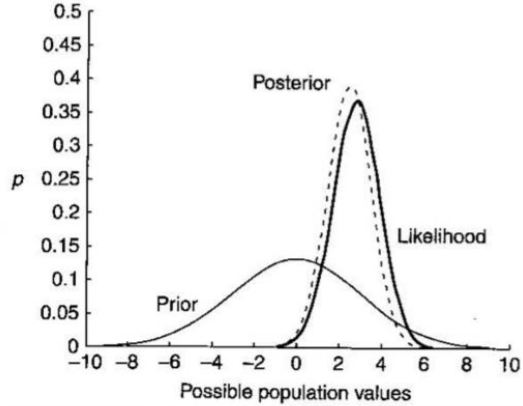 0.5
0.45
0.4
0.35
0.3
0.25
0.2
0.15
0.1
0.05
0
p
Posterior
Likelihood
Prior
−10 −8 −6 −4 −2 0 2 4 6 8 10
Possible population values